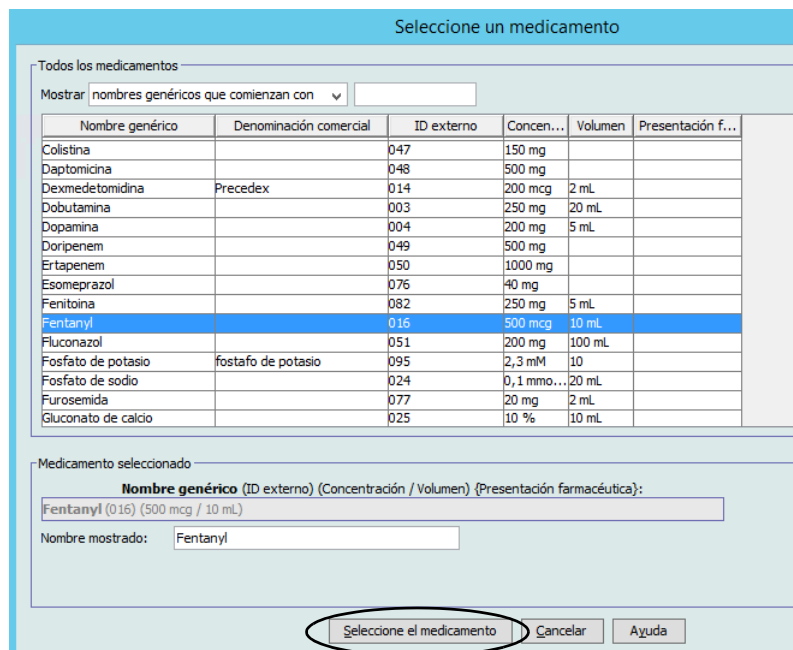 Seleccione un medicamento
Todos los medicamentos
Mostrar nombres genéricos que comienzan con
Nombre genérico Denominación comercial ID externo Concen... Volumen Presentación f...
Colistina 047 150 mg
Daptomicina 048 500 mg
Dexmedetomidina Precedex 014 200 mcg 2 mL
Dobutamina 003 250 mg 20 mL
Dopamina 004 200 mg 5 mL
Doripenem 049 500 mg
Ertapenem 050 1000 mg
Esomeprazol 076 40 mg
Fenitoina 082 250 mg 5 mL
Fentanyl 016 500 mcg 10 mL
Fluconazol 051 200 mg 100 mL
Fosfato de potasio fostafo de potasio 095 2,3 mM 10
Fosfato de sodio 024 0,1 mmo... 20 mL
Furosemida 077 20 mg 2 mL
Gluconato de calcio 025 10 % 10 mL
Medicamento seleccionado
Nombre genérico (ID externo) (Concentración / Volumen) {Presentación farmacéutica}:
Fentanyl (016) (500 mcg / 10 mL)
Nombre mostrado: Fentanyl
Seleccione el medicamento Cancelar Ayuda